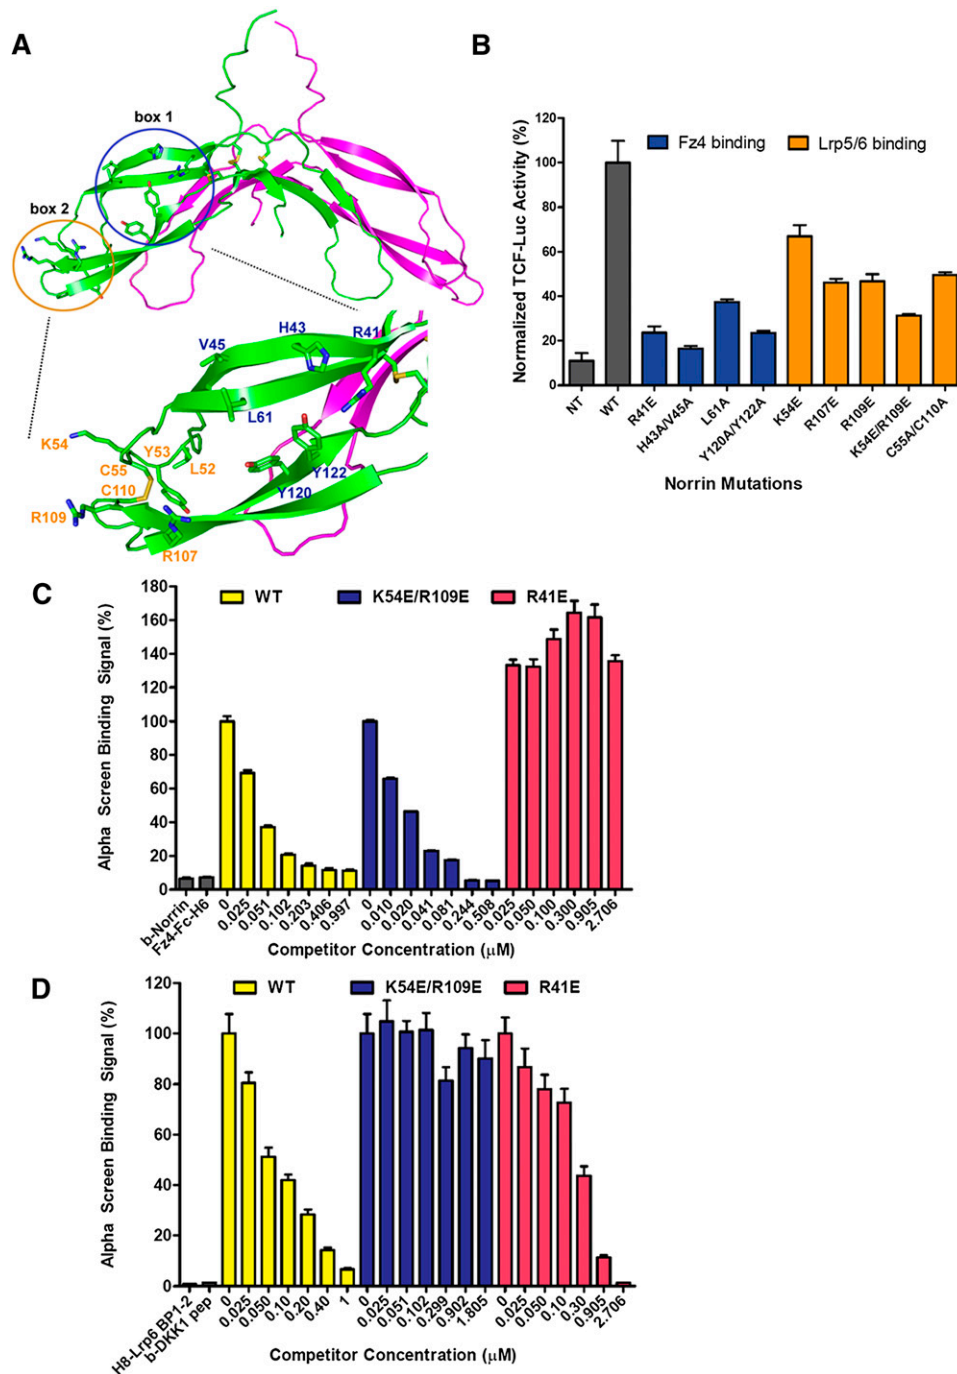 A
box 1
box 2
V45
H43
R41
L61
K54
Y53
C55
L52
C110
Y122
Y120
R109
R107
B
Normalized TCF-Luc Activity (%)
120
100
80
60
40
20
0
Fz4 binding
Lrp5/6 binding
NT
WT
R41E
H43A/V45A
L61A
Y120A/Y122A
K54E
R107E
R109E
K54E/R109E
C55A/C110A
Norrin Mutations
C
Alpha Screen Binding Signal (%)
180
160
140
120
100
80
60
40
20
0
WT
K54E/R109E
R41E
b-Norrin
Fz4-Fc-H6
0
0.025
0.051
0.102
0.203
0.406
0.997
0
0.010
0.020
0.041
0.081
0.244
0.508
0.025
0.050
0.100
0.300
0.905
2.706
Competitor Concentration (μM)
D
Alpha Screen Binding Signal (%)
120
100
80
60
40
20
0
WT
K54E/R109E
R41E
H8-Lrp6 BP1-2
b-DKK1 pep
0
0.025
0.050
0.10
0.20
0.40
1
0
0.025
0.051
0.102
0.299
0.902
1.805
0
0.025
0.050
0.10
0.30
0.905
2.706
Competitor Concentration (μM)